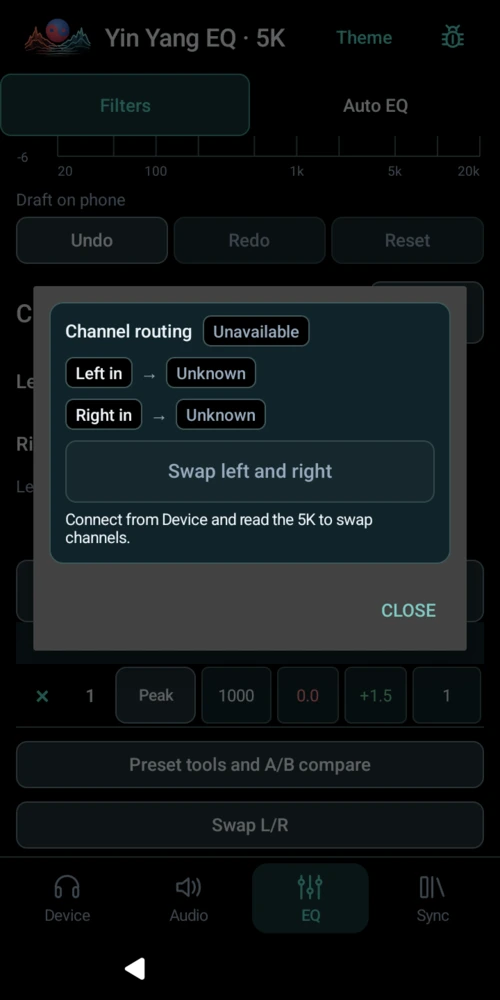 Yin Yang EQ · 5K
Theme
Filters
Auto EQ
-6
20 100 1k 5k 20k
Draft on phone
Undo
Redo
Reset
C
Channel routing
Unavailable
Le
Left in → Unknown
Right in → Unknown
Ri
Swap left and right
Le
Connect from Device and read the 5K to swap
channels.
CLOSE
× 1 Peak 1000 0.0 +1.5 1
Preset tools and A/B compare
Swap L/R
Device
Audio
EQ
Sync